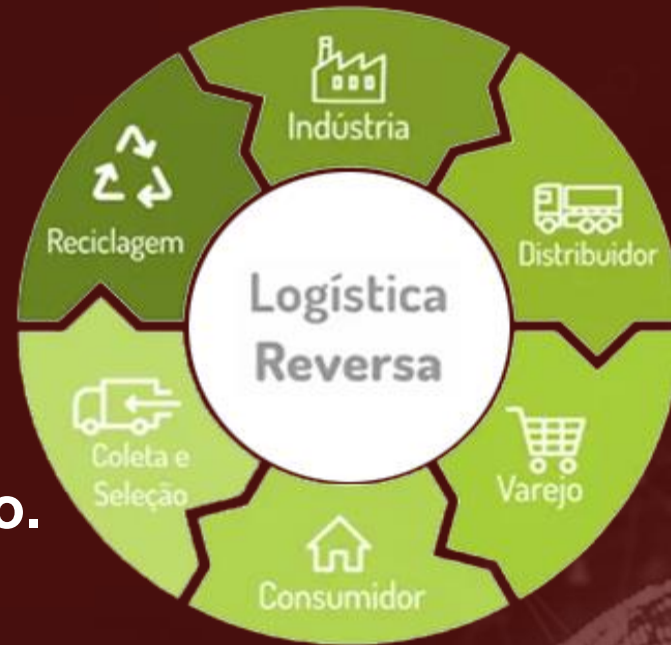 Indústria
Distribuidor
Varejo
Consumidor
Coleta e
Seleção
Reciclagem
Logística
Reversa
o.